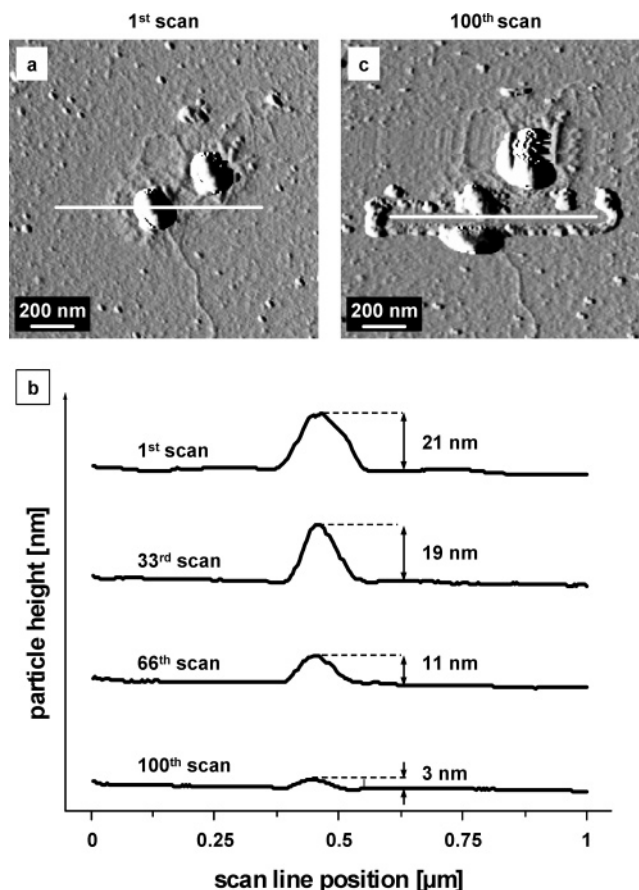 1st scan
100th scan
a
c
200 nm
200 nm
b
particle height [nm]
1st scan
21 nm
33rd scan
19 nm
66th scan
11 nm
100th scan
3 nm
0
0.25
0.5
0.75
1
scan line position [µm]